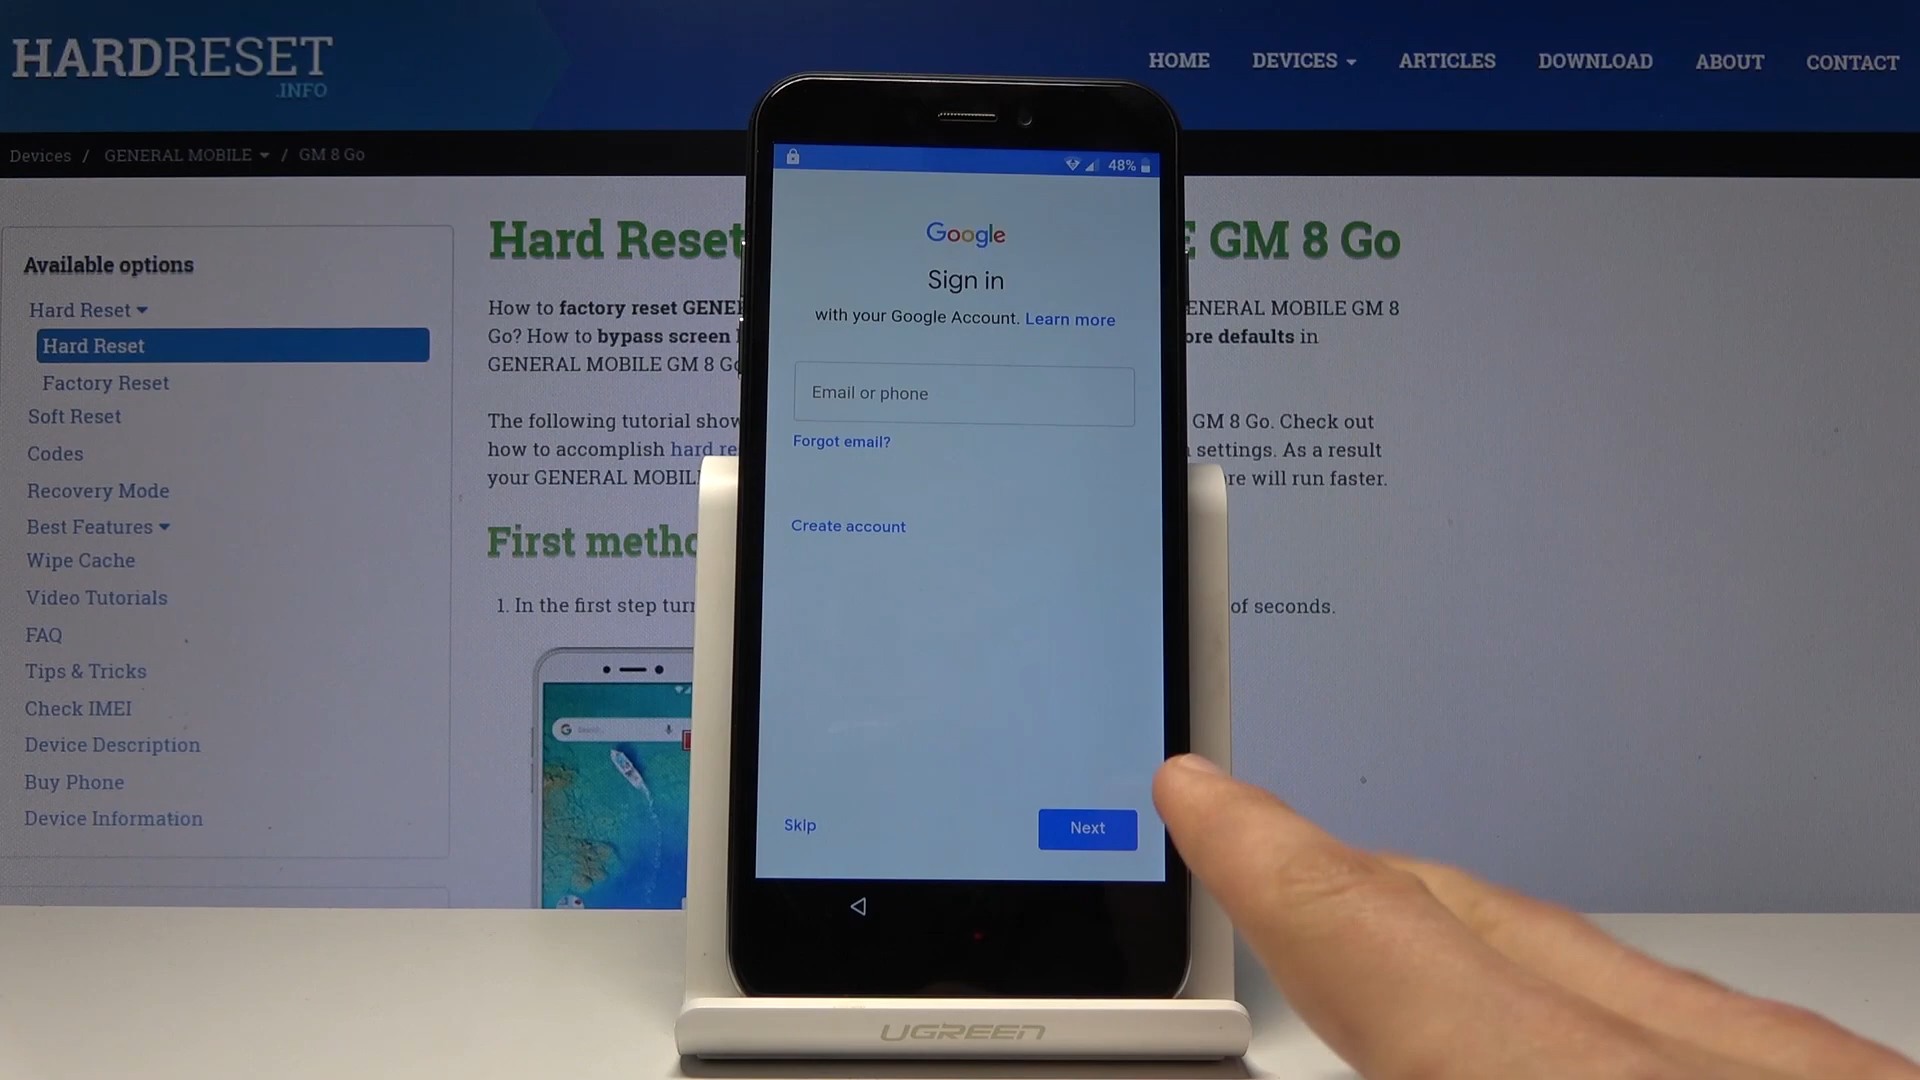 HARDRESET
.INFO
HOME DEVICES ARTICLES DOWNLOAD ABOUT CONTACT
Devices / GENERAL MOBILE / GM 8 Go
Available options
Hard Reset
Hard Reset
Factory Reset
Soft Reset
Codes
Recovery Mode
Best Features
Wipe Cache
Video Tutorials
FAQ
Tips & Tricks
Check IMEI
Device Description
Buy Phone
Device Information
Hard Reset GM 8 Go
How to factory reset GENE ENERAL MOBILE GM 8
Go? How to bypass screen ore defaults in
GENERAL MOBILE GM 8 Go
The following tutorial show GM 8 Go. Check out
how to accomplish hard re settings. As a result
your GENERAL MOBIL re will run faster.
First metho
1. In the first step turn of seconds.
48%
Google
Sign in
with your Google Account. Learn more
Email or phone
Forgot email?
Create account
Skip
Next
UGREEN